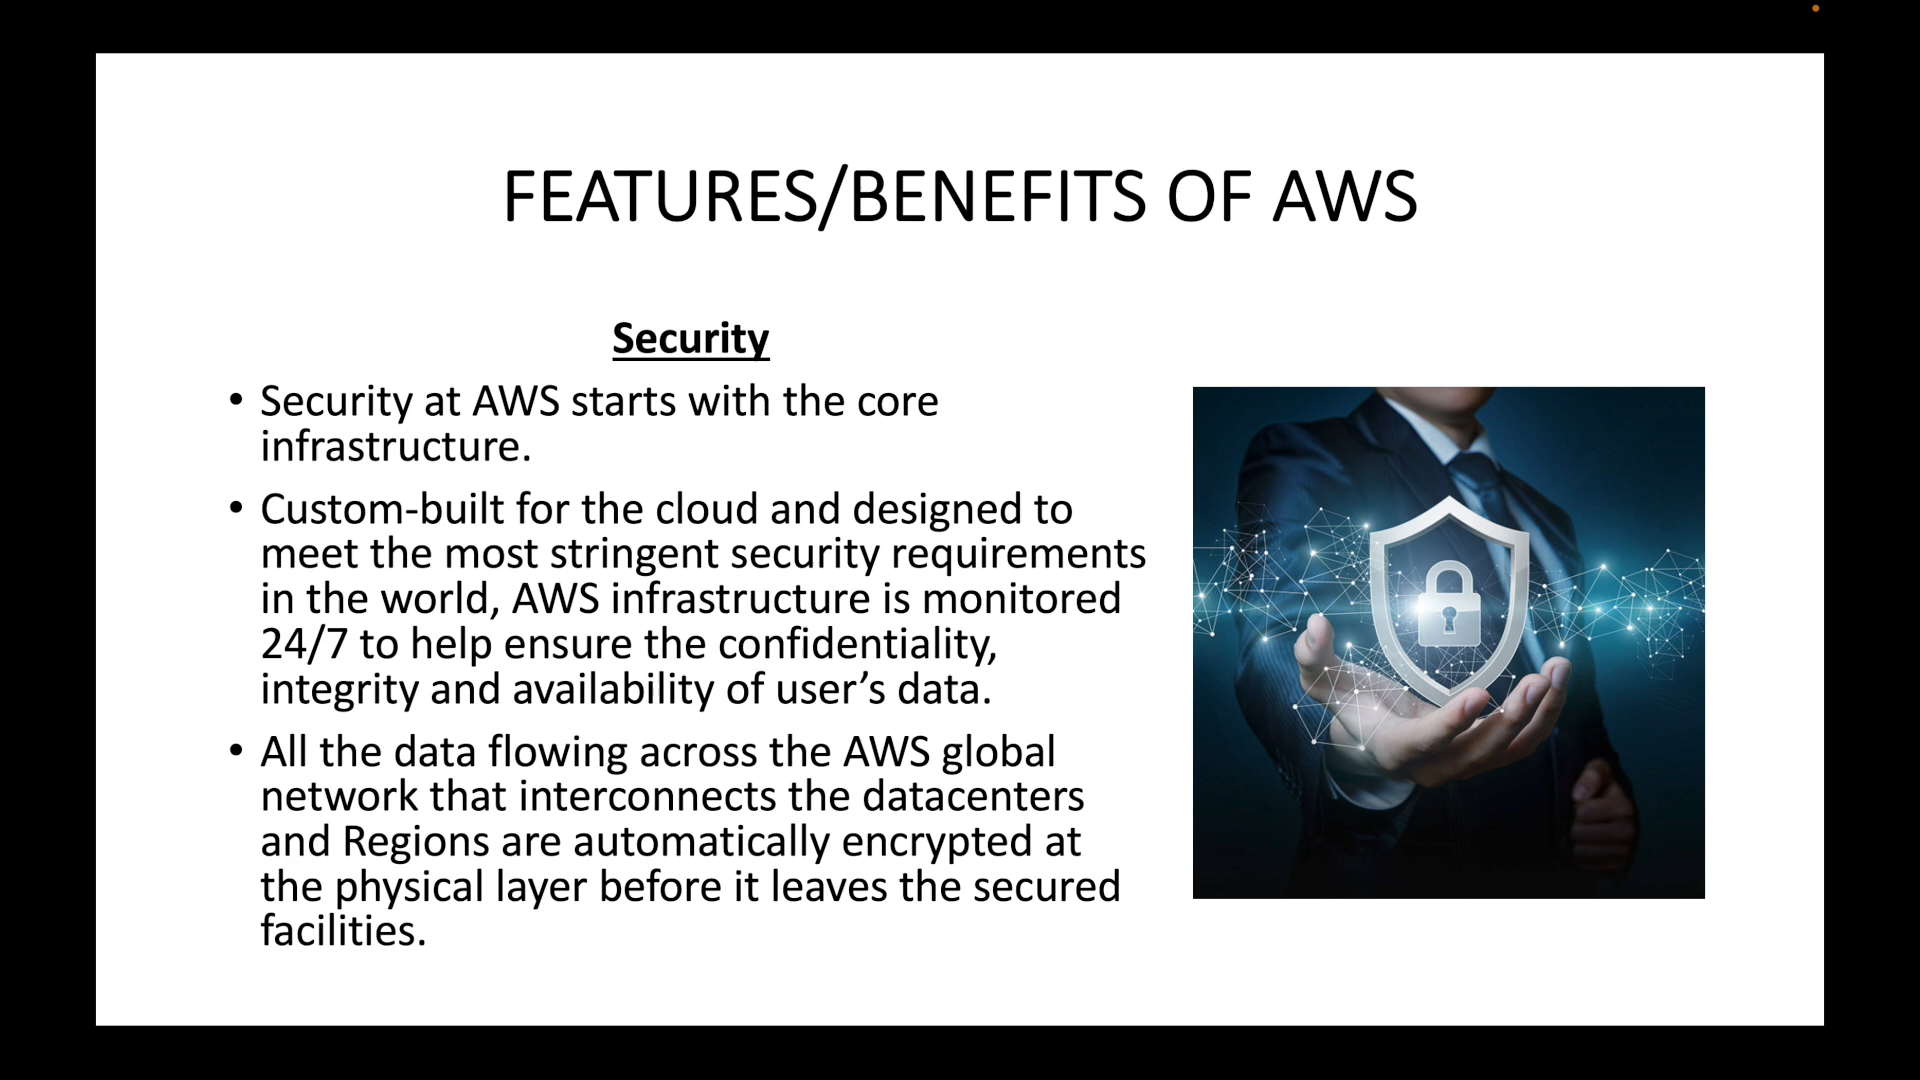 FEATURES/BENEFITS OF AWS
Security
• Security at AWS starts with the core
infrastructure.
• Custom-built for the cloud and designed to
meet the most stringent security requirements
in the world, AWS infrastructure is monitored
24/7 to help ensure the confidentiality,
integrity and availability of user’s data.
• All the data flowing across the AWS global
network that interconnects the datacenters
and Regions are automatically encrypted at
the physical layer before it leaves the secured
facilities.